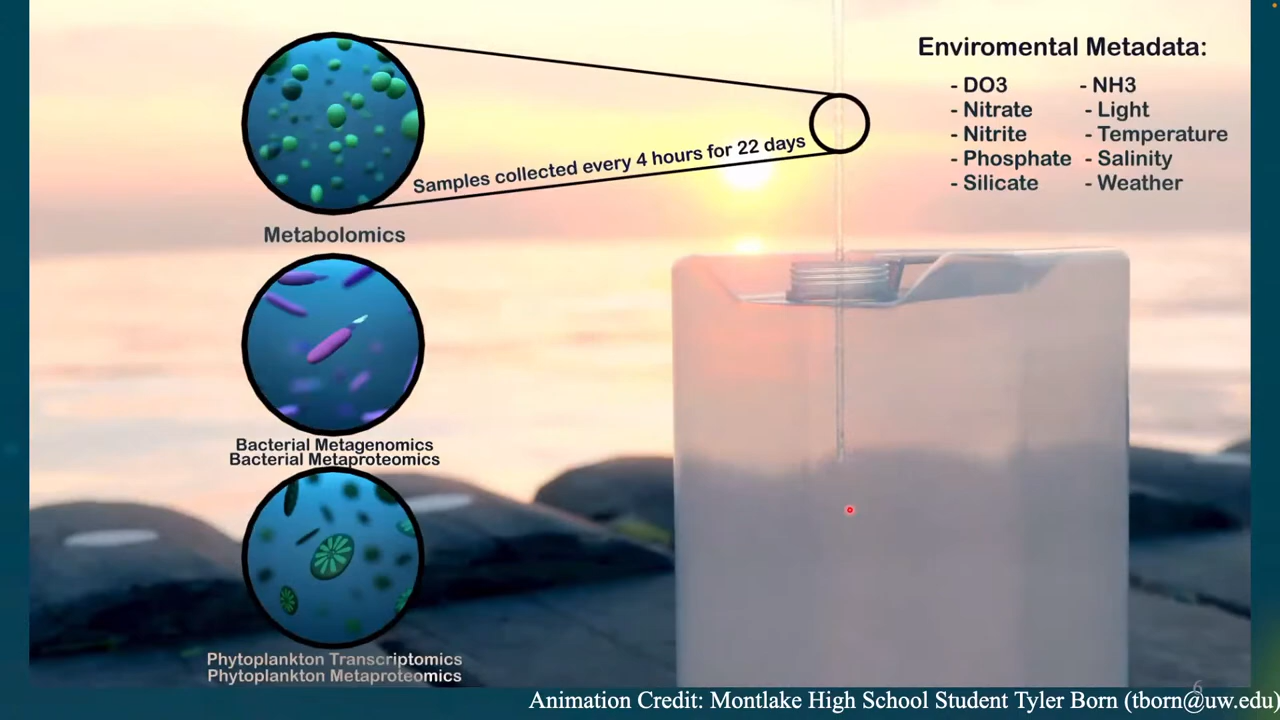 Enviromental Metadata:
- DO3 - NH3
- Nitrate - Light
- Nitrite - Temperature
- Phosphate - Salinity
- Silicate - Weather
Samples collected every 4 hours for 22 days
Metabolomics
Bacterial Metagenomics
Bacterial Metaproteomics
Phytoplankton Transcriptomics
Phytoplankton Metaproteomics
6
Animation Credit: Montlake High School Student Tyler Born (tborn@uw.edu)